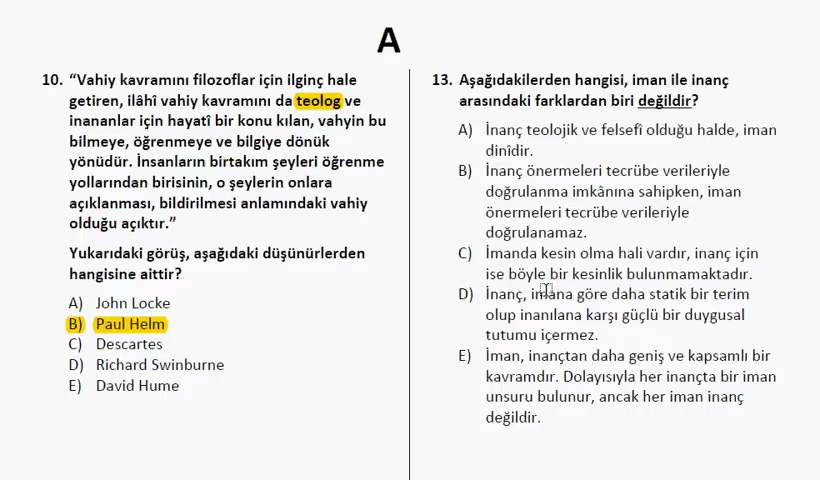 A
10. “Vahiy kavramını filozoflar için ilginç hale
getiren, ilâhî vahiy kavramını da teolog ve
inananlar için hayatî bir konu kılan, vahyin bu
bilmeye, öğrenmeye ve bilgiye dönük
yönüdür. İnsanların birtakım şeyleri öğrenme
yollarından birisinin, o şeylerin onlara
açıklanması, bildirilmesi anlamındaki vahiy
olduğu açıktır.”
Yukarıdaki görüş, aşağıdaki düşünürlerden
hangisine aittir?
A) John Locke
B) Paul Helm
C) Descartes
D) Richard Swinburne
E) David Hume
13. Aşağıdakilerden hangisi, iman ile inanç
arasındaki farklardan biri değildir?
A) İnanç teolojik ve felsefî olduğu halde, iman
dinîdir.
B) İnanç önermeleri tecrübe verileriyle
doğrulanma imkânına sahipken, iman
önermeleri tecrübe verileriyle
doğrulanamaz.
C) İmanda kesin olma hali vardır, inanç için
ise böyle bir kesinlik bulunmamaktadır.
D) İnanç, imana göre daha statik bir terim
olup inanılana karşı güçlü bir duygusal
tutumu içermez.
E) İman, inançtan daha geniş ve kapsamlı bir
kavramdır. Dolayısıyla her inançta bir iman
unsuru bulunur, ancak her iman inanç
değildir.